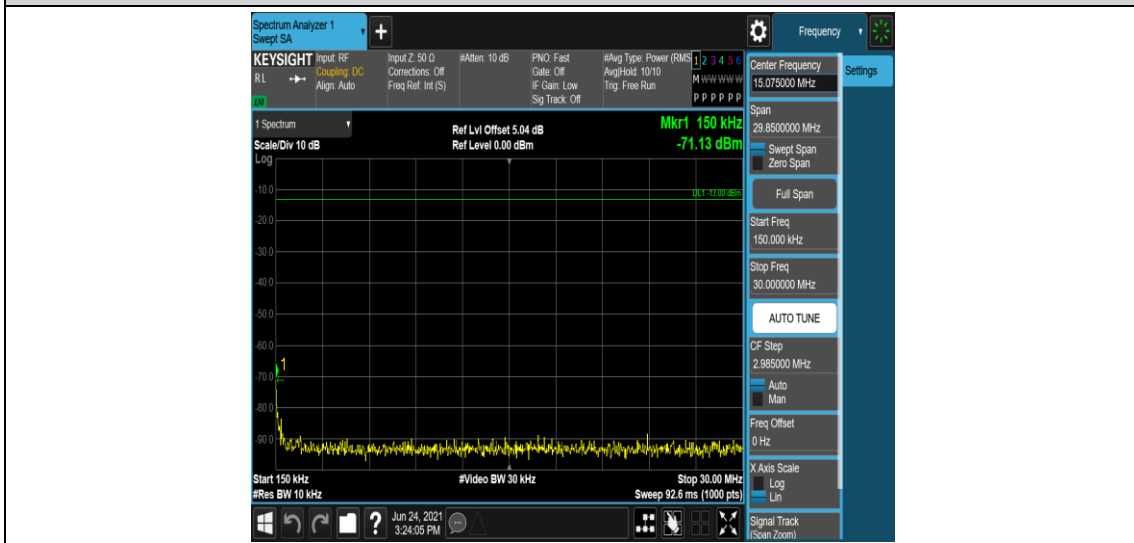 Spectrum Analyzer 1
Swept SA
+
Frequency
KEYSIGHT
RL
Input: RF
Coupling: DC
Align: Auto
Input Z: 50 Ω
Corrections: Off
Freq Ref: Int (S)
#Atten: 10 dB
PNO: Fast
Gate: Off
IF Gain: Low
Sig Track: Off
#Avg Type: Power (RMS
Avg|Hold: 10/10
Trig: Free Run
1 2 3 4 5 6
M W W W W W
P P P P P P
1 Spectrum
Scale/Div 10 dB
Log
Ref Lvl Offset 5.04 dB
Ref Level 0.00 dBm
Mkr1 150 kHz
-71.13 dBm
DL1 -13.00 dBm
-10.0
-20.0
-30.0
-40.0
-50.0
-60.0
1
-70.0
-80.0
-90.0
Start 150 kHz
#Video BW 30 kHz
Stop 30.00 MHz
#Res BW 10 kHz
Sweep 92.6 ms (1000 pts)
?
Jun 24, 2021
3:24:05 PM
Center Frequency
15.075000 MHz
Settings
Span
29.8500000 MHz
Swept Span
Zero Span
Full Span
Start Freq
150.000 kHz
Stop Freq
30.000000 MHz
AUTO TUNE
CF Step
2.985000 MHz
Auto
Man
Freq Offset
0 Hz
X Axis Scale
Log
Lin
Signal Track
(Span Zoom)